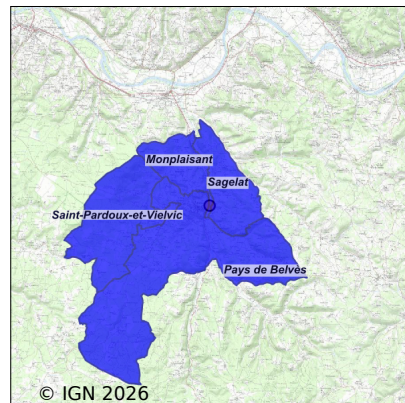 Monplaisant
Sagelat
Saint-Pardoux-et-Vielvic
Pays de Belvès
© IGN 2026